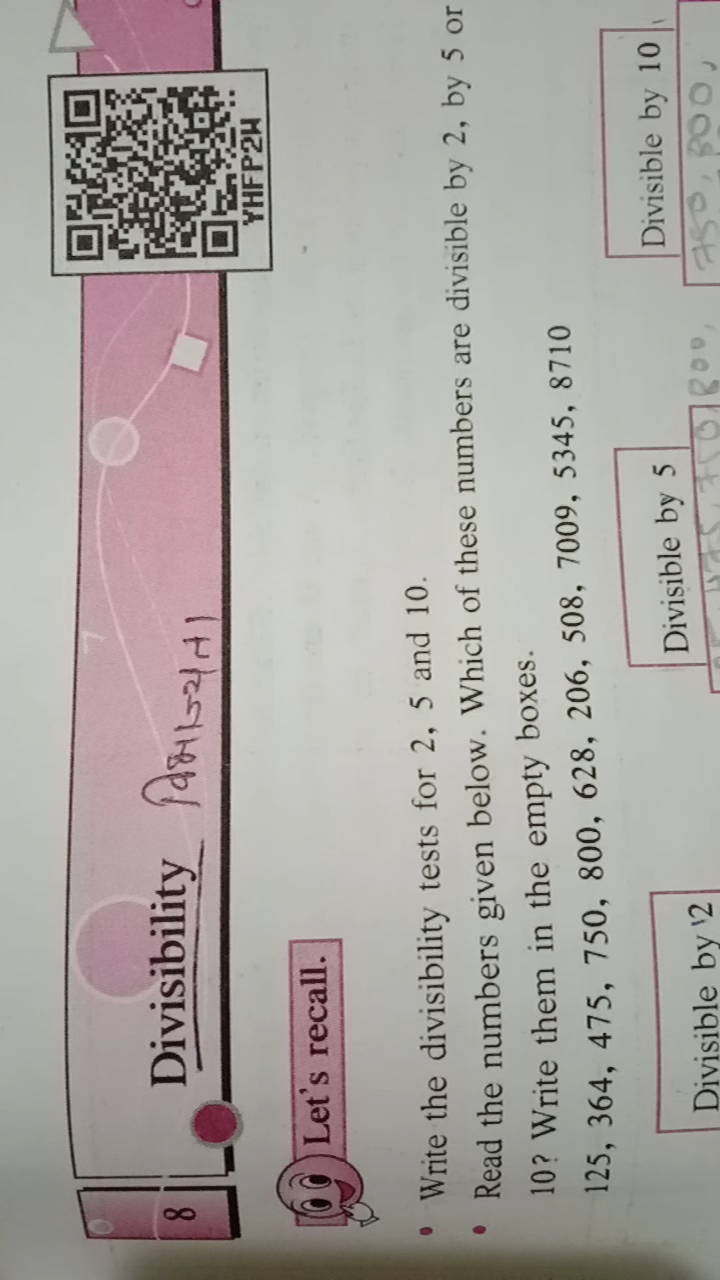 8
Divisibility विभाज्यता
YHFP2W
Let's recall.
• Write the divisibility tests for 2, 5 and 10.
• Read the numbers given below. Which of these numbers are divisible by 2, by 5 or
10? Write them in the empty boxes.
125, 364, 475, 750, 800, 628, 206, 508, 7009, 5345, 8710
Divisible by 2
Divisible by 5
Divisible by 10
750, 800,